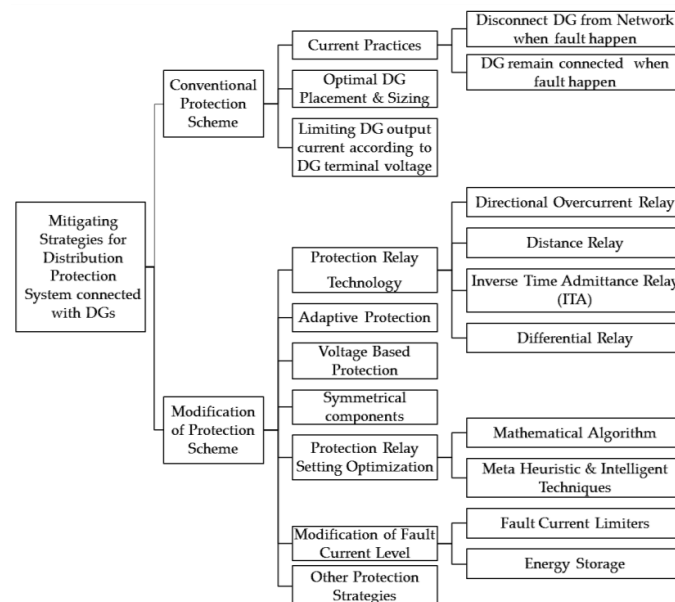 Mitigating
Strategies for
Distribution
Protection
System connected
with DGs
Conventional
Protection
Scheme
Current Practices
Disconnect DG from Network
when fault happen
DG remain connected when
fault happen
Optimal DG
Placement & Sizing
Limiting DG output
current according to
DG terminal voltage
Modification
of Protection
Scheme
Protection Relay
Technology
Directional Overcurrent Relay
Distance Relay
Inverse Time Admittance Relay
(ITA)
Differential Relay
Adaptive Protection
Voltage Based
Protection
Symmetrical
components
Protection Relay
Setting Optimization
Mathematical Algorithm
Meta Heuristic & Intelligent
Techniques
Modification of Fault
Current Level
Fault Current Limiters
Energy Storage
Other Protection
Strategies